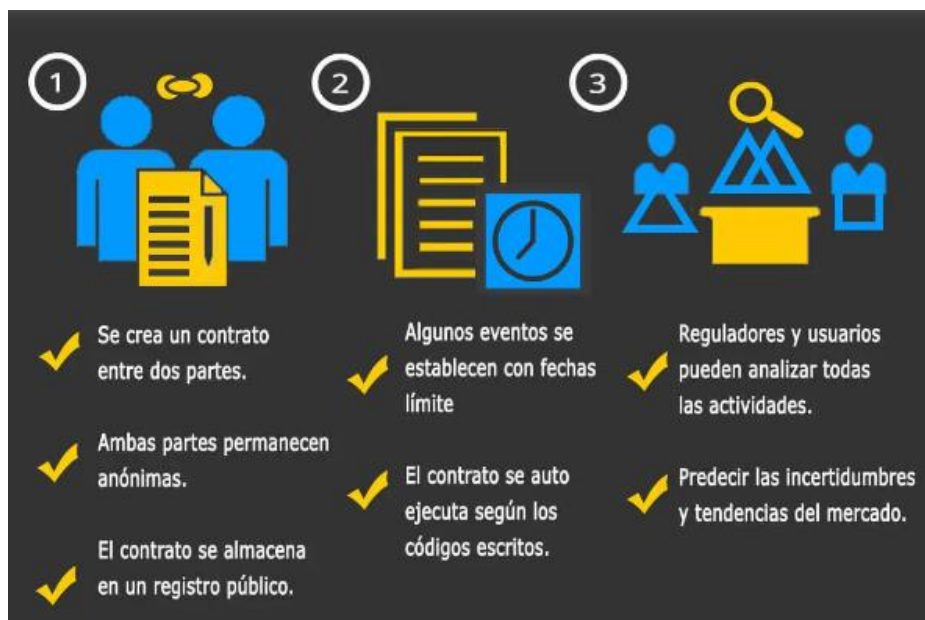 1
Se crea un contrato
entre dos partes.
Ambas partes permanecen
anónimas.
El contrato se almacena
en un registro público.
2
Algunos eventos se
establecen con fechas
límite
El contrato se auto
ejecuta según los
códigos escritos.
3
Reguladores y usuarios
pueden analizar todas
las actividades.
Predecir las incertidumbres
y tendencias del mercado.